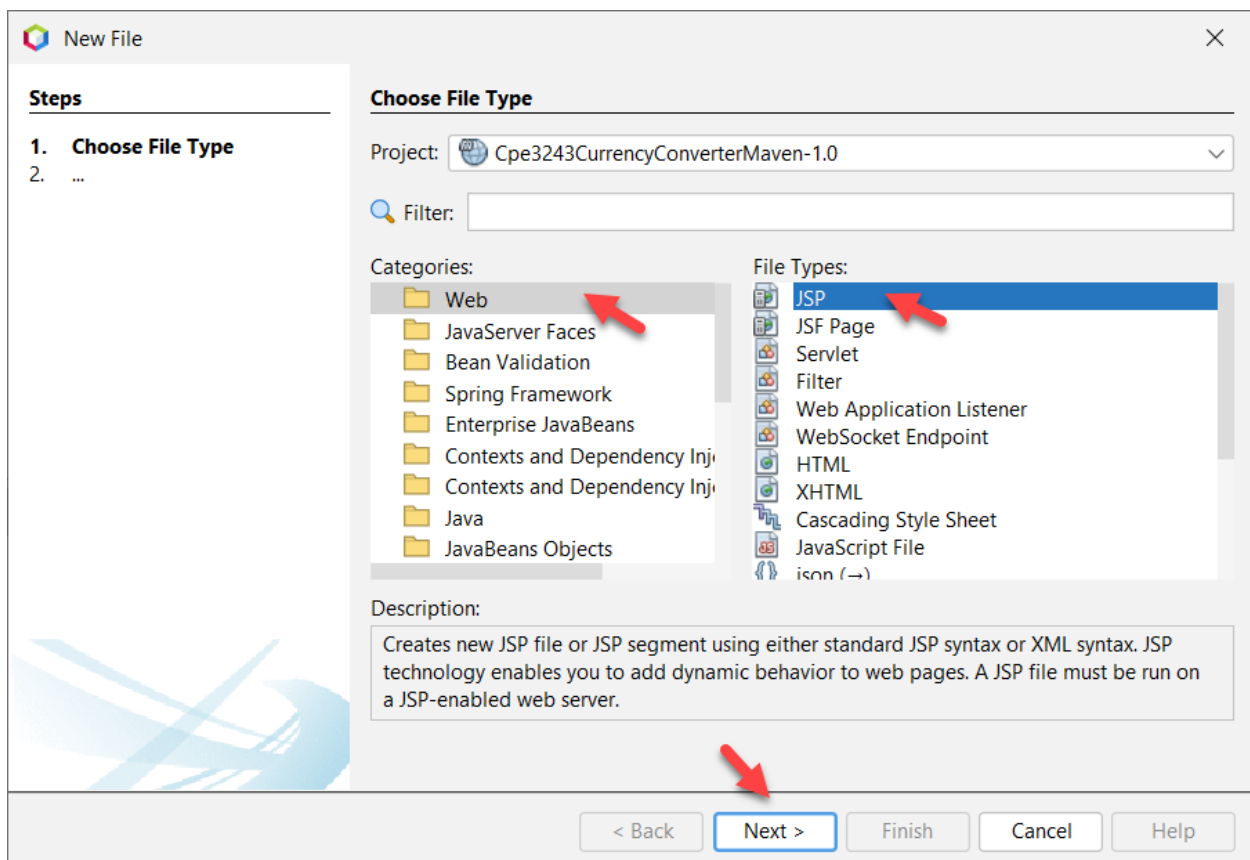 New File
Steps
1. Choose File Type
2. ...
Choose File Type
Project: Cpe3243CurrencyConverterMaven-1.0
Filter:
Categories:
Web
JavaServer Faces
Bean Validation
Spring Framework
Enterprise JavaBeans
Contexts and Dependency Inj
Contexts and Dependency Inj
Java
JavaBeans Objects
File Types:
JSP
JSF Page
Servlet
Filter
Web Application Listener
WebSocket Endpoint
HTML
XHTML
Cascading Style Sheet
JavaScript File
json (→)
Description:
Creates new JSP file or JSP segment using either standard JSP syntax or XML syntax. JSP
technology enables you to add dynamic behavior to web pages. A JSP file must be run on
a JSP-enabled web server.
< Back Next > Finish Cancel Help